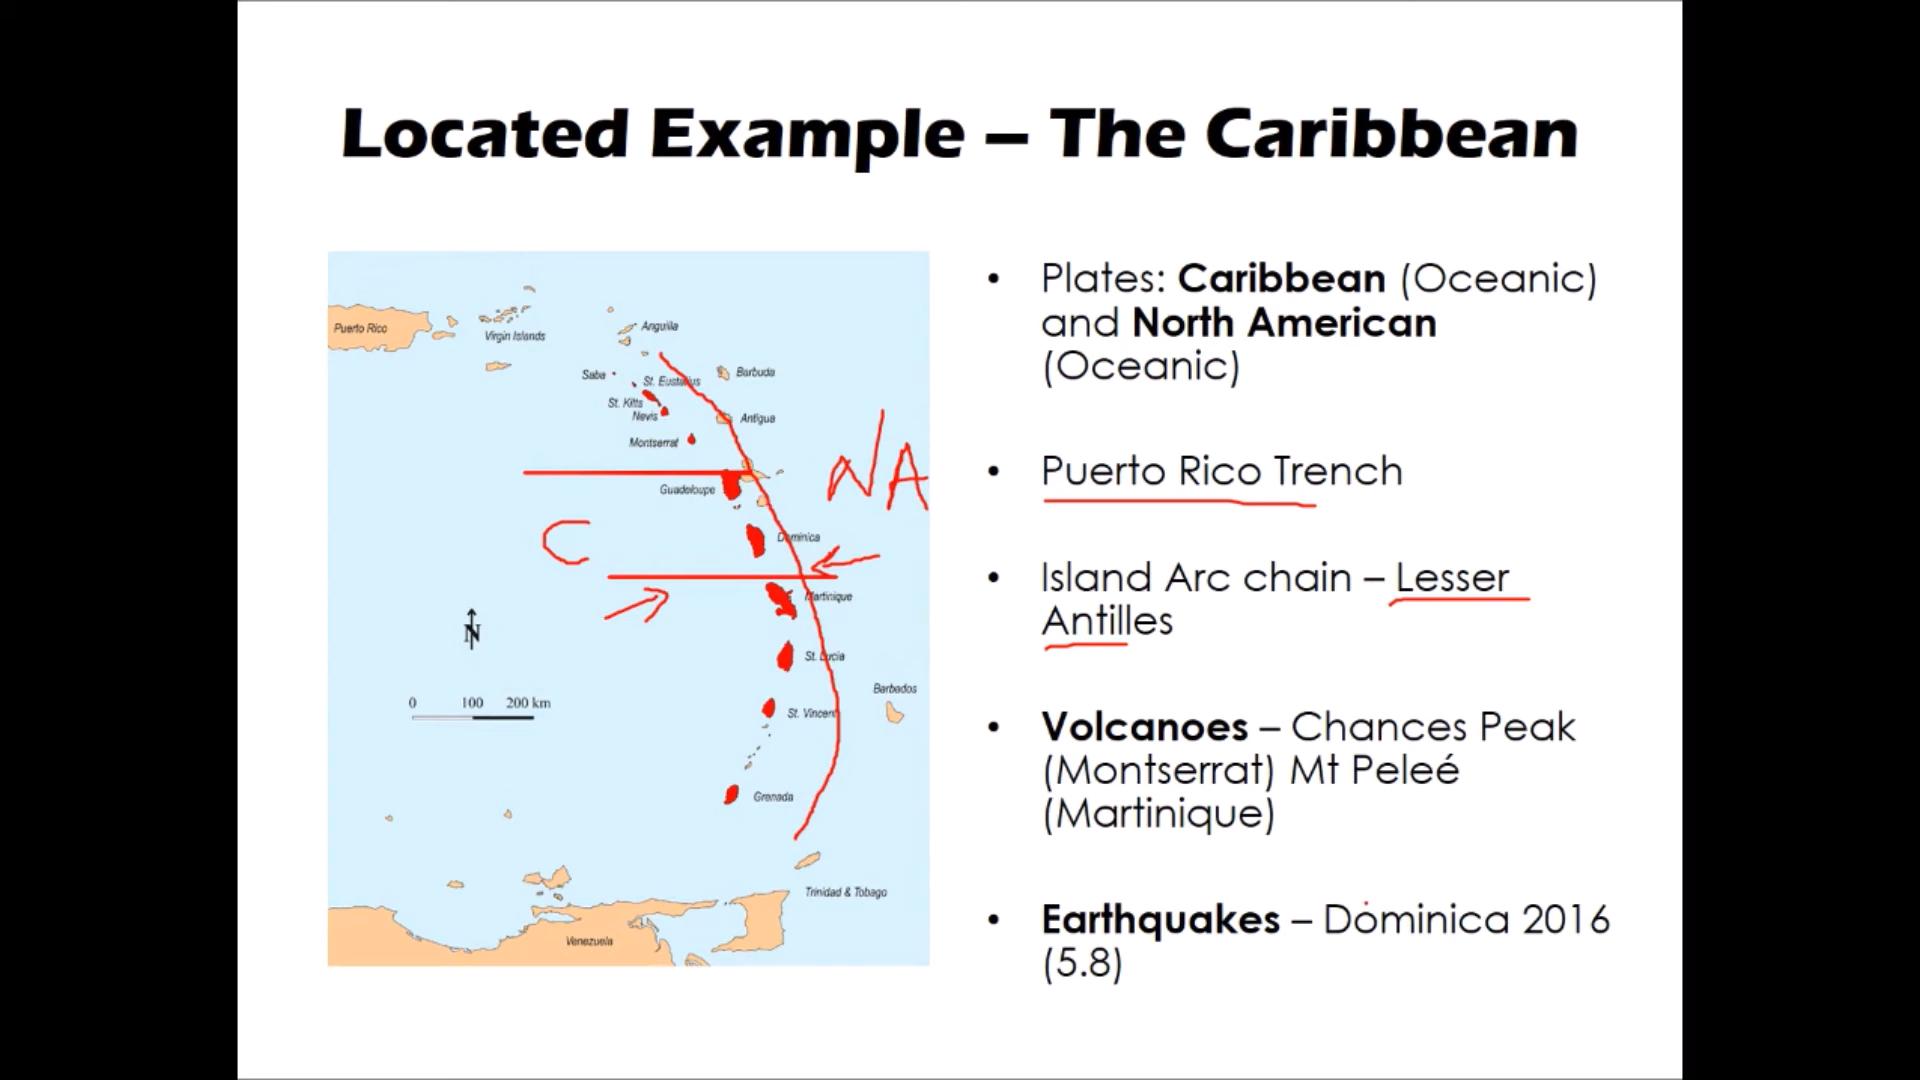 Located Example – The Caribbean
Puerto Rico
Virgin Islands
Anguilla
Saba
St. Eustatius
Barbuda
St. Kitts
Nevis
Antigua
Montserrat
NA
Guadeloupe
C
Dominica
Martinique
N
St. Lucia
Barbados
0 100 200 km
St. Vincent
Grenada
Trinidad & Tobago
Venezuela
• Plates: Caribbean (Oceanic)
and North American
(Oceanic)
• Puerto Rico Trench
• Island Arc chain – Lesser
Antilles
• Volcanoes – Chances Peak
(Montserrat) Mt Peleé
(Martinique)
• Earthquakes – Dominica 2016
(5.8)